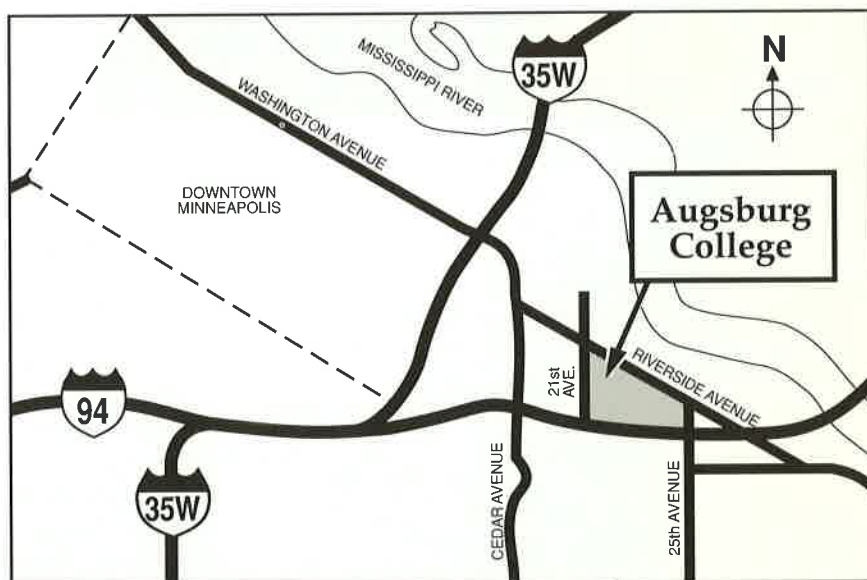 MISSISSIPPI RIVER
35W
N
WASHINGTON AVENUE
DOWNTOWN
MINNEAPOLIS
Augsburg
College
21st
AVE.
RIVERSIDE AVENUE
94
35W
CEDAR AVENUE
25th AVENUE